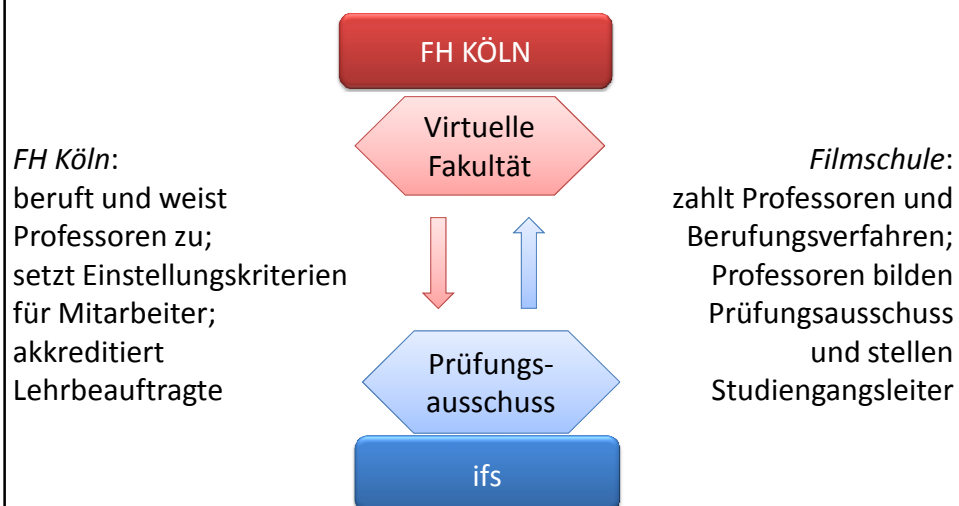 FH KÖLN
Virtuelle
Fakultät
FH Köln:
beruft und weist
Professoren zu;
setzt Einstellungskriterien
für Mitarbeiter;
akkreditiert
Lehrbeauftragte
Filmschule:
zahlt Professoren und
Berufungsverfahren;
Professoren bilden
Prüfungsausschuss
und stellen
Studiengangsleiter
Prüfungs-
ausschuss
ifs